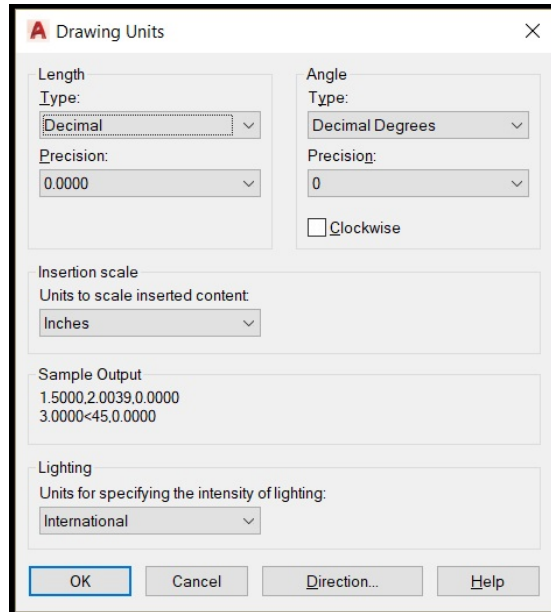 Drawing Units
Length
Type:
Decimal
Precision:
0.0000
Angle
Type:
Decimal Degrees
Precision:
0
Clockwise
Insertion scale
Units to scale inserted content:
Inches
Sample Output
1.5000,2.0039,0.0000
3.0000<45,0.0000
Lighting
Units for specifying the intensity of lighting:
International
OK Cancel Direction... Help